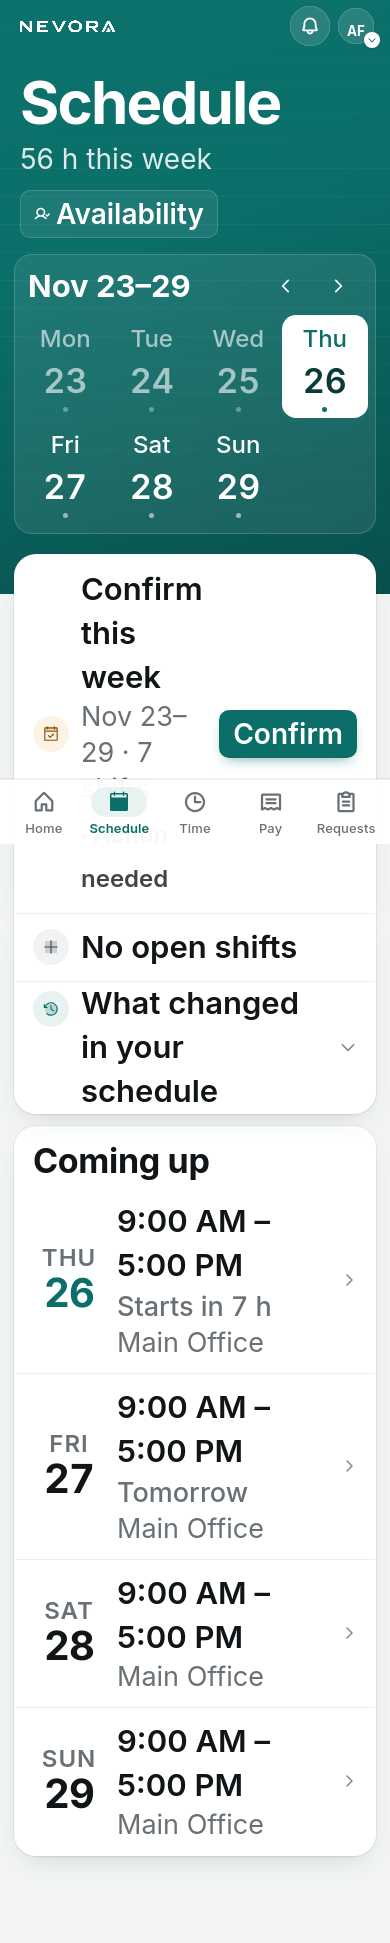 NEVORA
AF
Schedule
56 h this week
Availability
Nov 23–29
Mon Tue Wed Thu
23 24 25 26
Fri Sat Sun
27 28 29
Confirm
this
week
Nov 23–
29 · 7
Confirm
Home Schedule Time Pay Requests
needed
No open shifts
What changed
in your
schedule
Coming up
9:00 AM –
5:00 PM
THU
26
Starts in 7 h
Main Office
9:00 AM –
5:00 PM
FRI
27
Tomorrow
Main Office
9:00 AM –
5:00 PM
SAT
28
Main Office
9:00 AM –
5:00 PM
SUN
29
Main Office